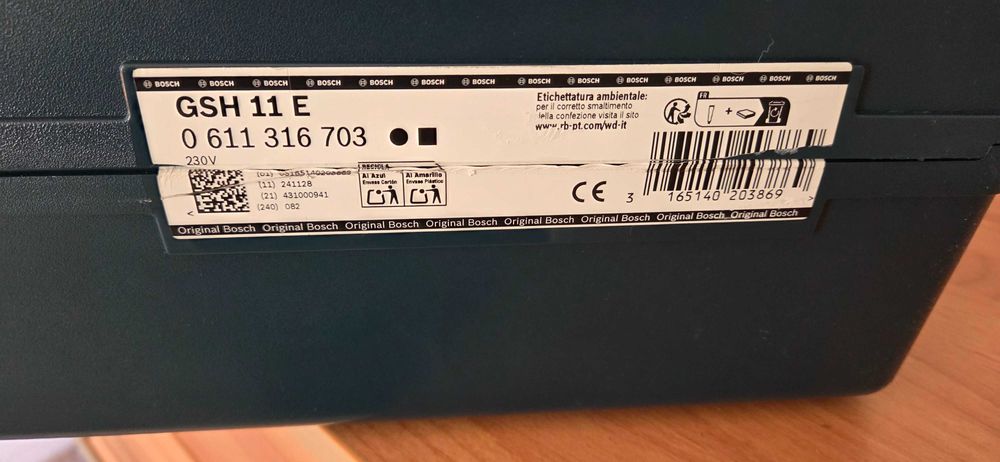 BOSCH BOSCH BOSCH BOSCH BOSCH BOSCH BOSCH BOSCH BOSCH BOSCH BOSCH BOSCH BOSCH
GSH 11 E
0 611 316 703
230V
Etichettatura ambientale:
per il corretto smaltimento
della confezione visita il sito
www.rb-pt.com/wd-it
FR
+
(01) 03165140203869
(11) 241128
(21) 431000941
(240) 082
RECICLA
Al Azul
Envase Cartón
Al Amarillo
Envase Plástico
CE
3 165140 203869 >
<
Original Bosch Original Bosch Original Bosch Original Bosch Original Bosch Original Bosch Original Bosch Original Bosch